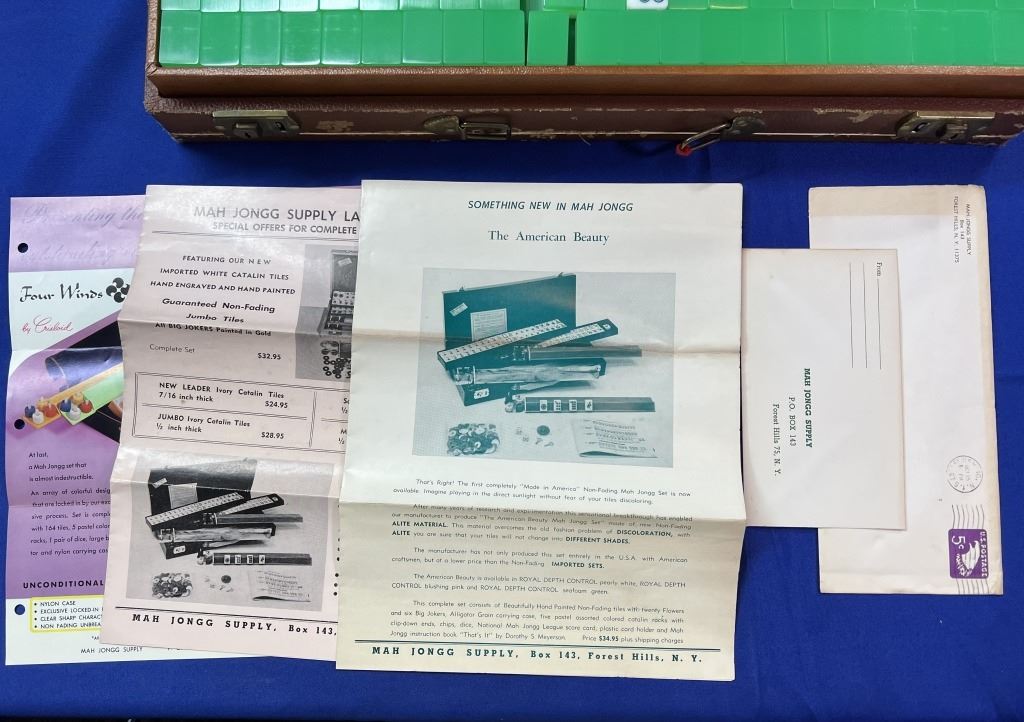 Four Winds
by Crisloid
At last,
a Mah Jongg set that
is almost indestructible.
An array of colorful
that are locked in by our
sive process. Set is
with 164 tiles, 5 pastel
racks, 1 pair of dice, large
tor and nylon carrying
UNCONDITIONAL
• NYLON CASE
• EXCLUSIVE LOCKED-IN
• CLEAR SHARP
• NON FADING
MAH JONGG SUPPLY
MAH JONGG SUPPLY LA
SPECIAL OFFERS FOR COMPLETE
FEATURING OUR NEW
IMPORTED WHITE CATALIN TILES
HAND ENGRAVED AND HAND PAINTED
Guaranteed Non-Fading
Jumbo Tiles
All BIG JOKERS Painted in Gold
Complete Set $32.95
NEW LEADER Ivory Catalin Tiles
7/16 inch thick $24.95
JUMBO Ivory Catalin Tiles
½ inch thick $28.95
MAH JONGG SUPPLY, Box 143,
SOMETHING NEW IN MAH JONGG
The American Beauty
That's Right! The first completely "Made in America" Non-Fading Mah Jongg Set is now
available. Imagine playing in the direct sunlight without fear of your tiles discoloring.
After many years of research and experimentation this sensational breakthrough has enabled
our manufacturer to produce "The American Beauty Mah Jongg Set" made of new Non-Fading
ALITE MATERIAL. This material overcomes the old fashion problem of DISCOLORATION, with
ALITE you are sure that your tiles will not change into DIFFERENT SHADES.
The manufacturer has not only produced this set entirely in the U.S.A. with American
craftsmen, but at a lower price than the Non-Fading IMPORTED SETS.
The American Beauty is available in ROYAL DEPTH CONTROL pearly white, ROYAL DEPTH
CONTROL blushing pink and ROYAL DEPTH CONTROL seafoam green.
This complete set consists of Beautifully Hand Painted Non-Fading tiles with twenty Flowers
and six Big Jokers, Alligator Grain carrying case, five pastel assorted colored catalin racks with
clip-down ends, chips, dice, National Mah Jongg League score card, plastic card holder and Mah
Jongg instruction book "That's It" by Dorothy S. Meyerson. Price $34.95 plus shipping charges
MAH JONGG SUPPLY, Box 143, Forest Hills, N. Y.
From
MAH JONGG SUPPLY
P.O. BOX 143
Forest Hills 75, N. Y.
MAH JONGG SUPPLY
Box 143
FOREST HILLS, N. Y. 11375
U.S. POSTAGE
5¢